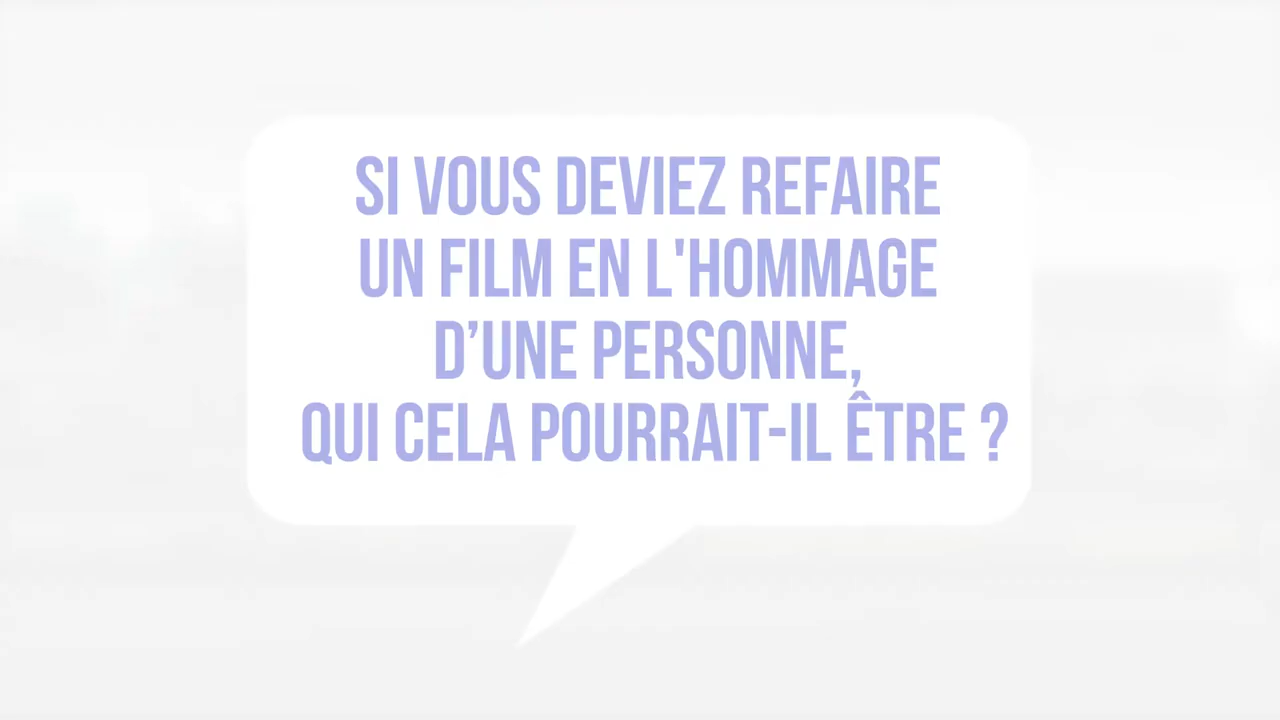 SI VOUS DEVIEZ REFAIRE
UN FILM EN L'HOMMAGE
D’UNE PERSONNE,
QUI CELA POURRAIT-IL ÊTRE ?